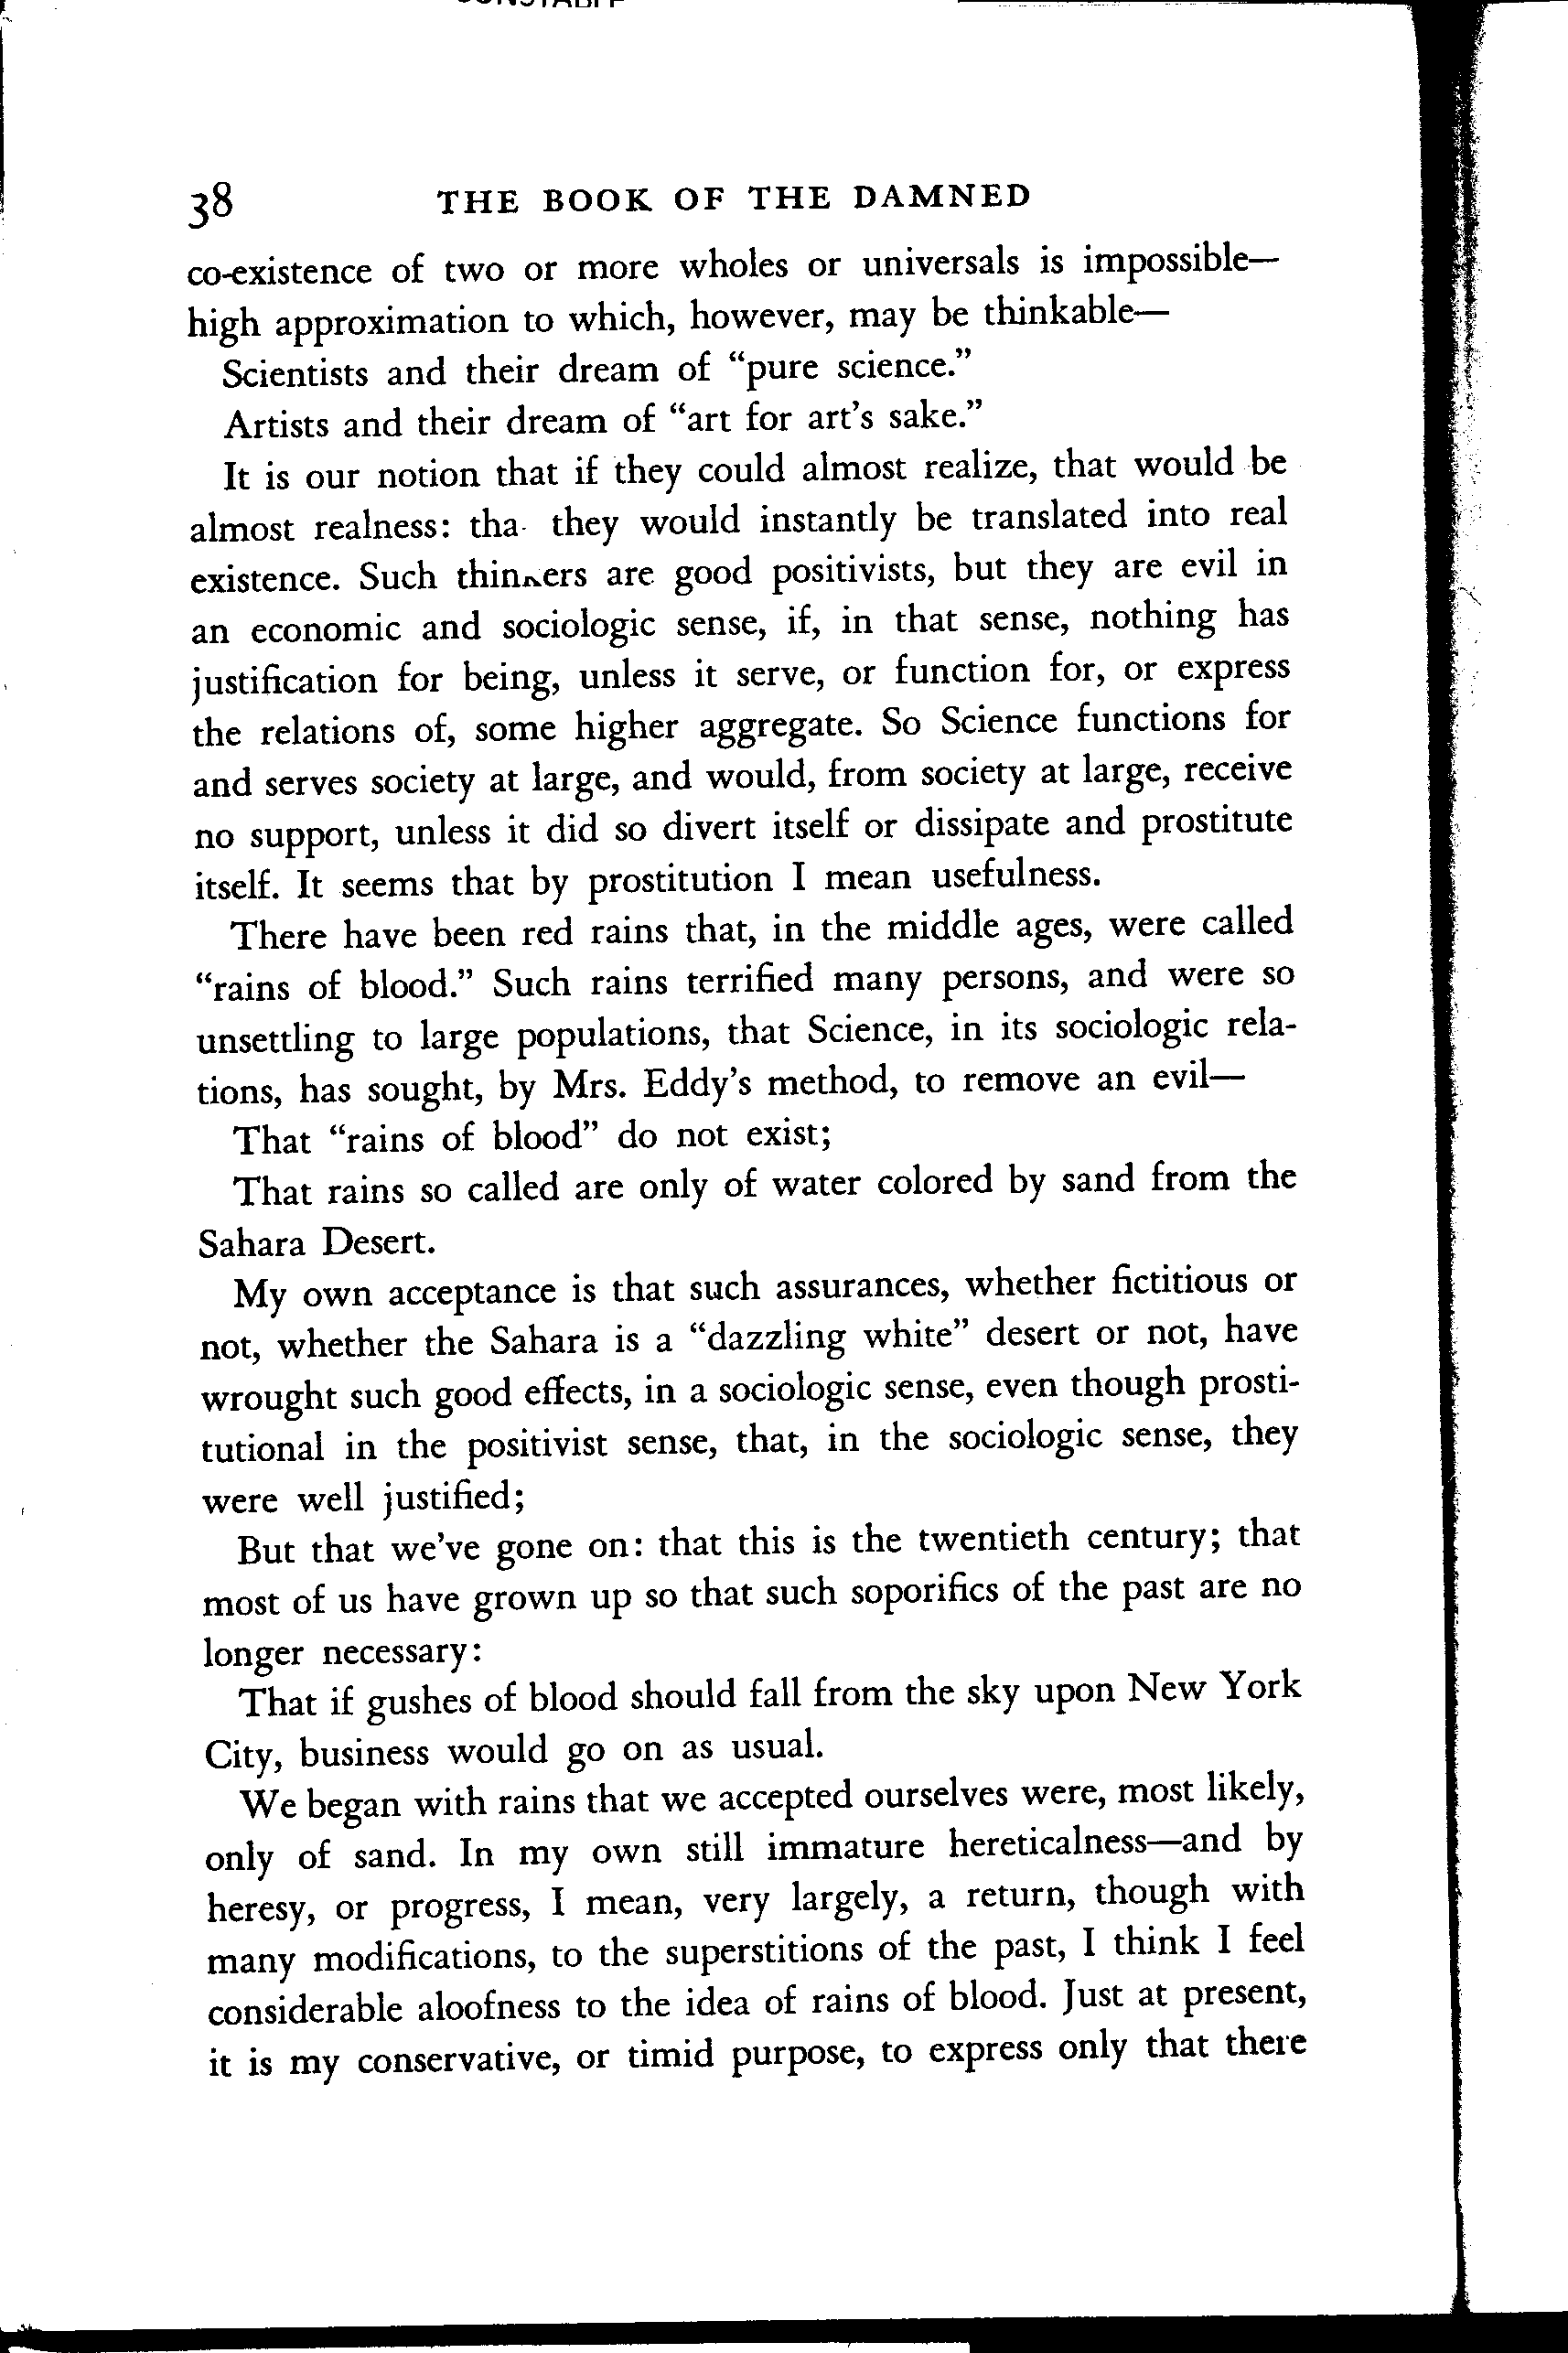 38 THE BOOK OF THE DAMNED
co-existence of two or more wholes or universals is impossible—
high approximation to which, however, may be thinkable—
Scientists and their dream of “pure science.”
Artists and their dream of “art for art’s sake.”
It is our notion that if they could almost realize, that would be
almost realness: tha they would instantly be translated into real
existence. Such thinkers are good positivists, but they are evil in
an economic and sociologic sense, if, in that sense, nothing has
justification for being, unless it serve, or function for, or express
the relations of, some higher aggregate. So Science functions for
and serves society at large, and would, from society at large, receive
no support, unless it did so divert itself or dissipate and prostitute
itself. It seems that by prostitution I mean usefulness.
There have been red rains that, in the middle ages, were called
“rains of blood.” Such rains terrified many persons, and were so
unsettling to large populations, that Science, in its sociologic rela-
tions, has sought, by Mrs. Eddy’s method, to remove an evil—
That “rains of blood” do not exist;
That rains so called are only of water colored by sand from the
Sahara Desert.
My own acceptance is that such assurances, whether fictitious or
not, whether the Sahara is a “dazzling white” desert or not, have
wrought such good effects, in a sociologic sense, even though prosti-
tutional in the positivist sense, that, in the sociologic sense, they
were well justified;
But that we’ve gone on: that this is the twentieth century; that
most of us have grown up so that such soporifics of the past are no
longer necessary:
That if gushes of blood should fall from the sky upon New York
City, business would go on as usual.
We began with rains that we accepted ourselves were, most likely,
only of sand. In my own still immature hereticalness—and by
heresy, or progress, I mean, very largely, a return, though with
many modifications, to the superstitions of the past, I think I feel
considerable aloofness to the idea of rains of blood. Just at present,
it is my conservative, or timid purpose, to express only that there